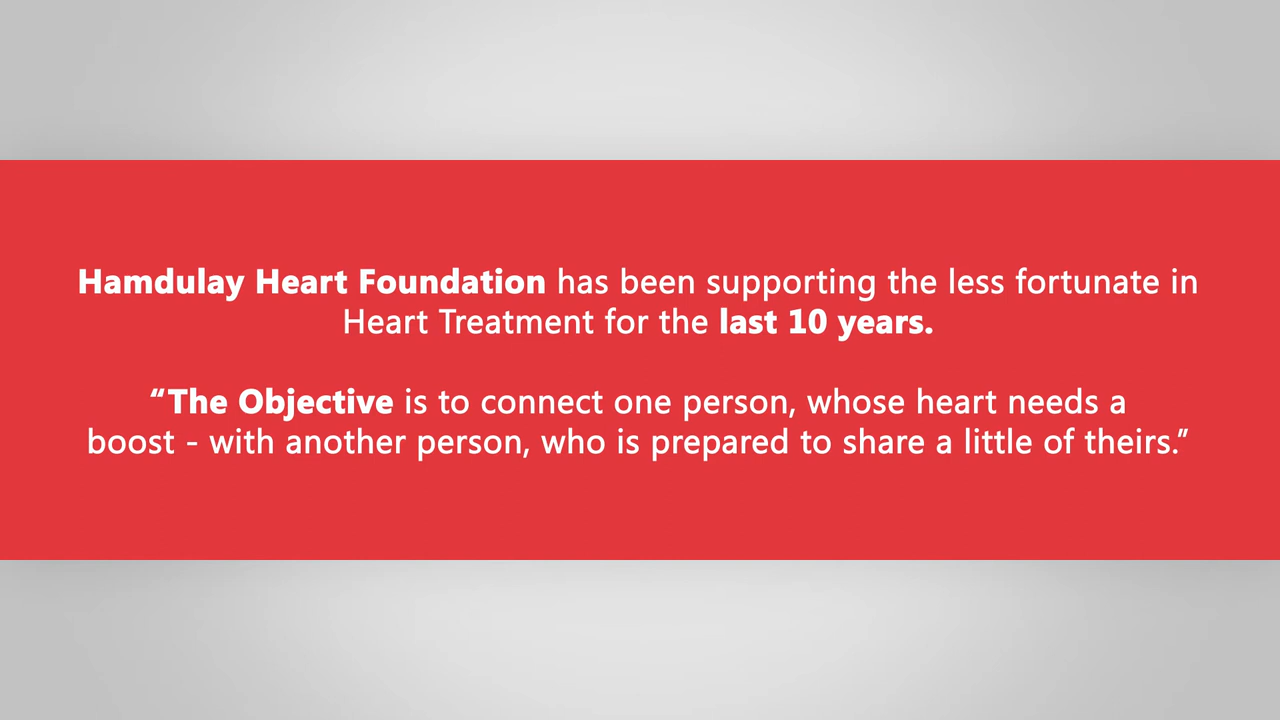 Hamdulay Heart Foundation has been supporting the less fortunate in
Heart Treatment for the last 10 years.
“The Objective is to connect one person, whose heart needs a
boost - with another person, who is prepared to share a little of theirs.”